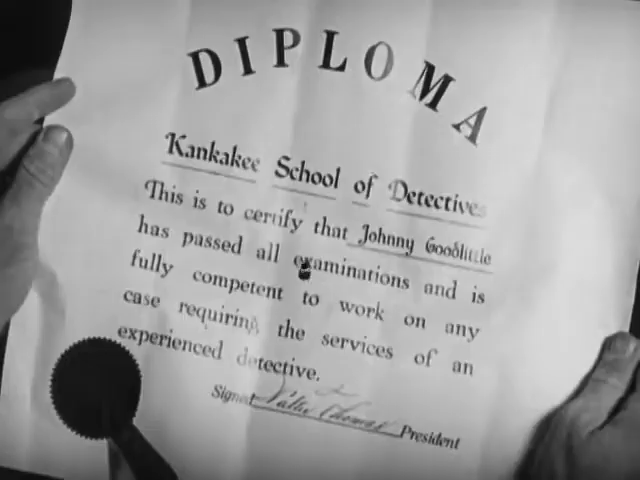 DIPLOMA
Kankakee School of Detectives
This is to certify that Johnny Goodlittle
has passed all examinations and is
fully competent to work on any
case requiring the services of an
experienced detective.
Signed President